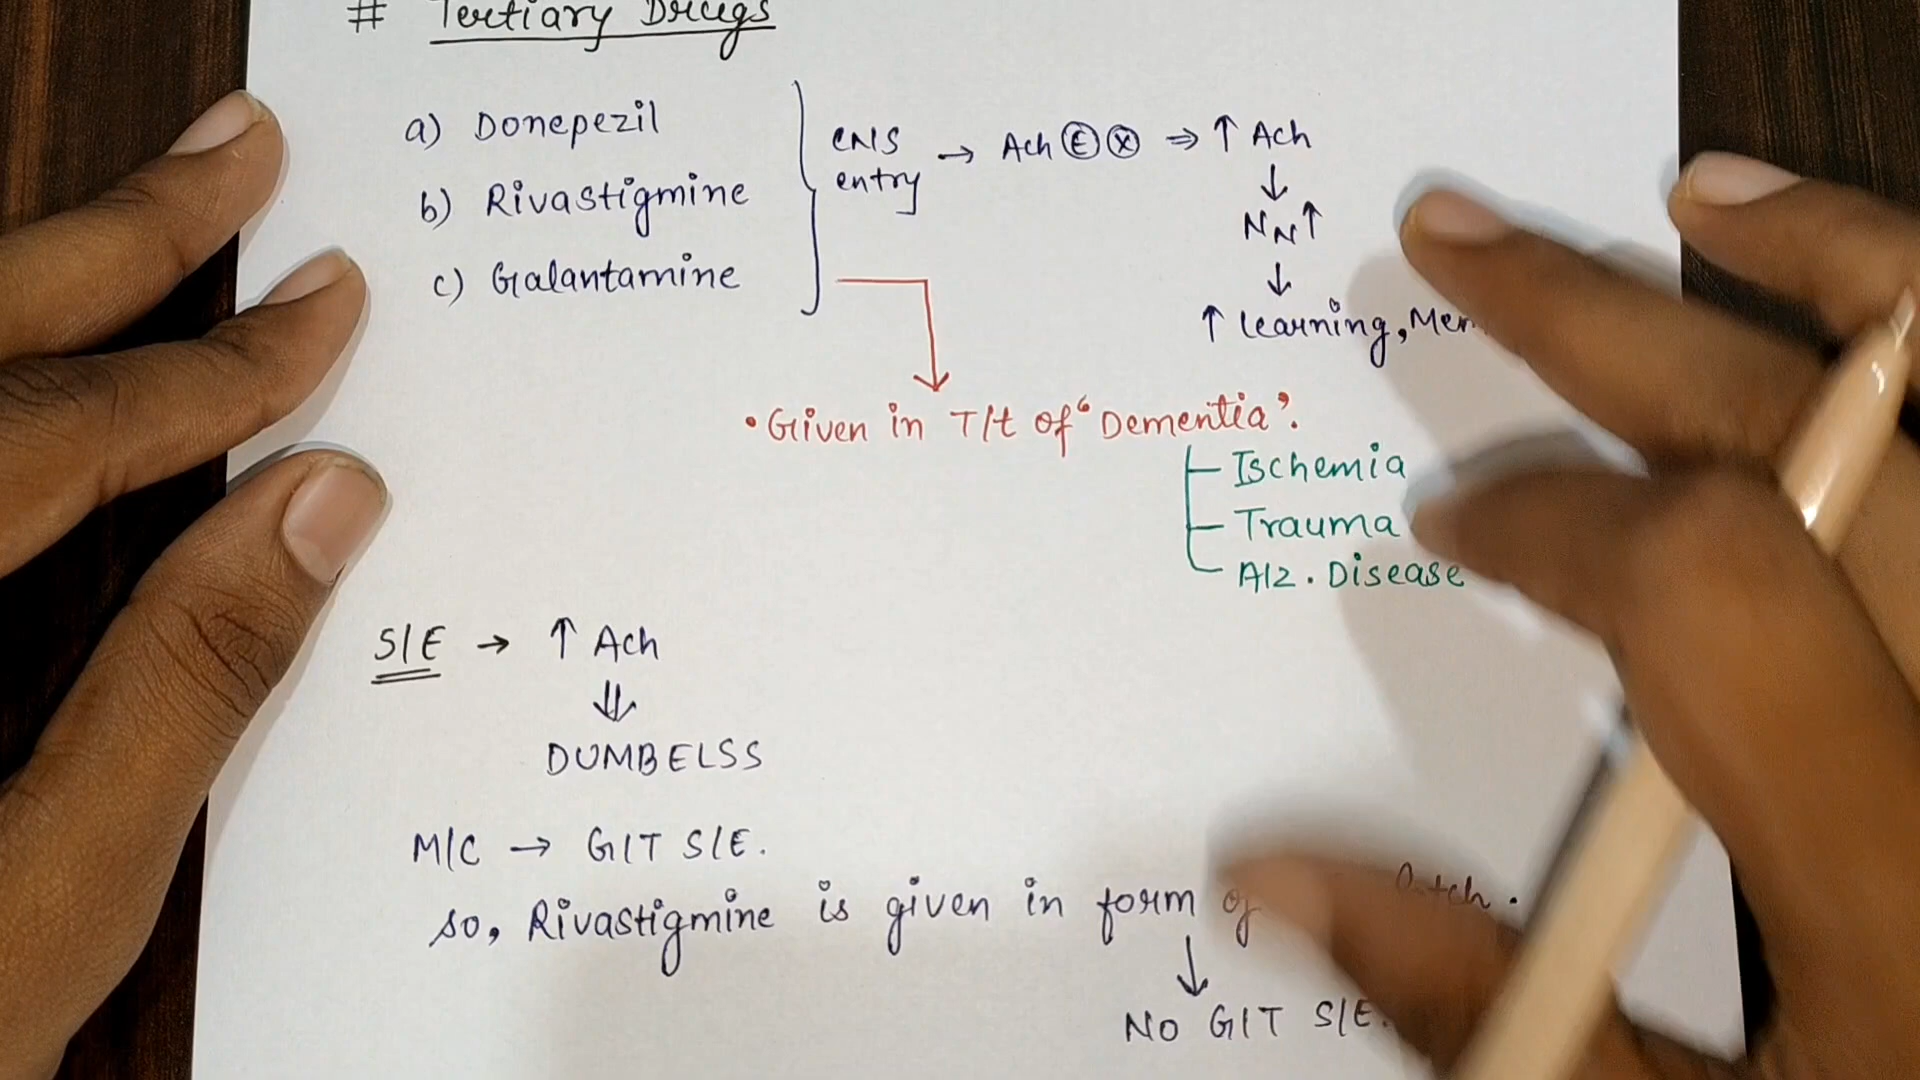 # Tertiary Drugs
a) Donepezil
b) Rivastigmine
c) Galantamine
CNS entry → Ach Ⓔ ⓧ ⇒ ↑ Ach
↓
NN↑
↓
↑ learning,
• Given in T/t of "Dementia".
Ischemia
Trauma
Alz. Disease
S/E → ↑ Ach
⇓
DUMBELSS
M/C → GIT S/E.
so, Rivastigmine is given in form of Patch.
↓
NO GIT S/E.